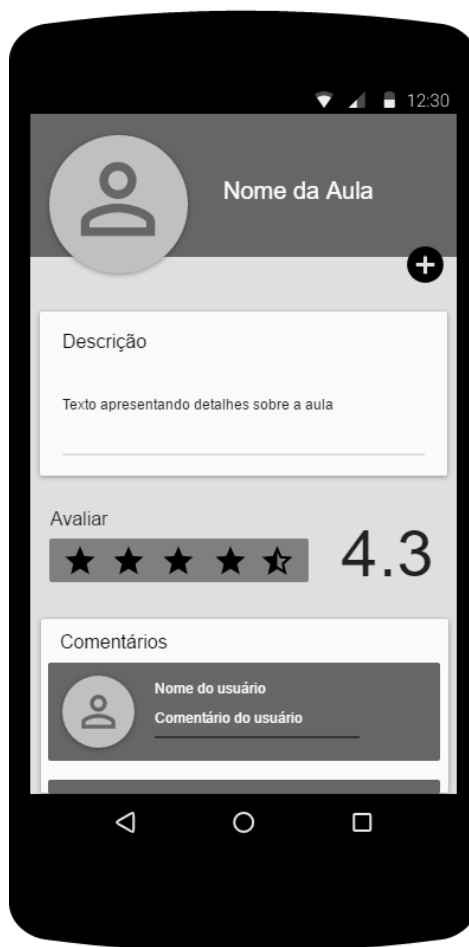 12:30
Nome da Aula
Descrição
Texto apresentando detalhes sobre a aula
Avaliar
4.3
Comentários
Nome do usuário
Comentário do usuário